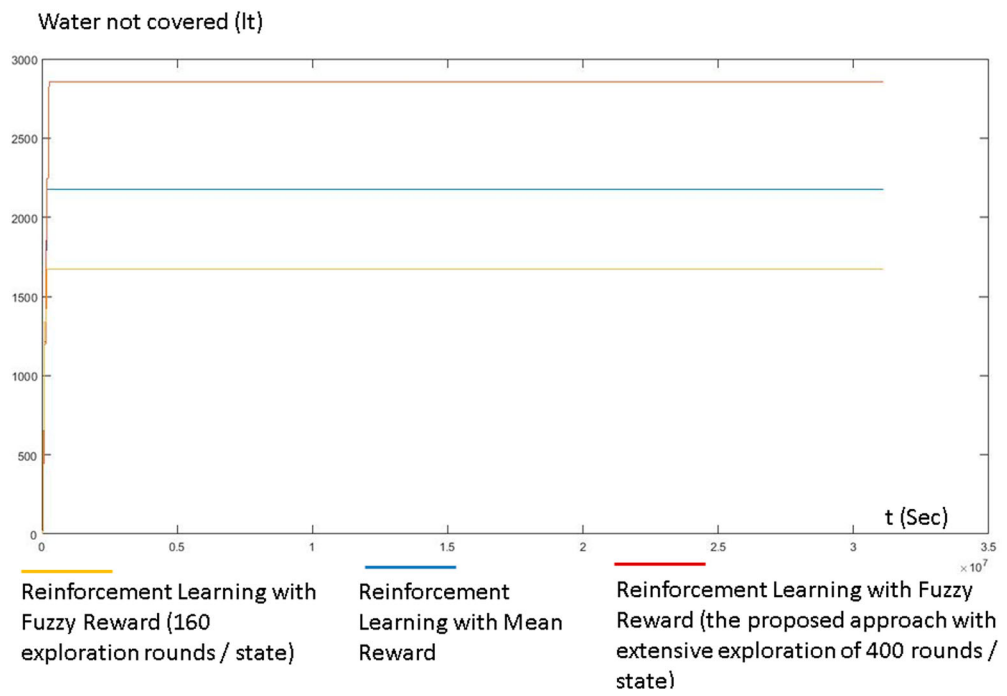 Water not covered (lt)
3000
2500
2000
1500
1000
500
0
t (Sec)
0 0.5 1 1.5 2 2.5 3 3.5
×10⁷
Reinforcement Learning with
Fuzzy Reward (160
exploration rounds / state)
Reinforcement
Learning with Mean
Reward
Reinforcement Learning with Fuzzy
Reward (the proposed approach with
extensive exploration of 400 rounds /
state)